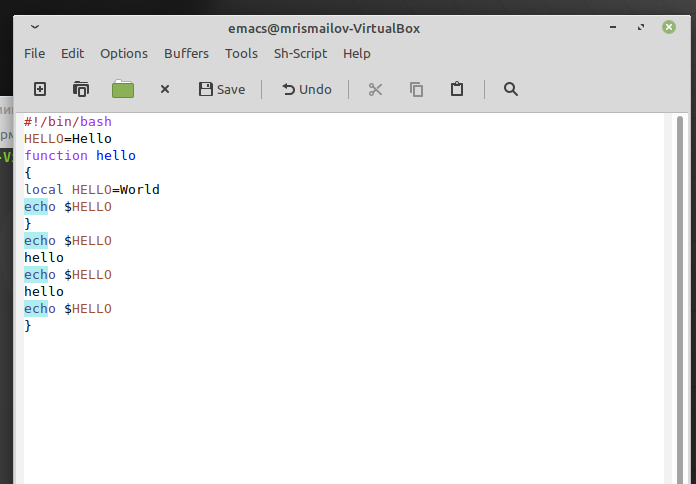 emacs@mrismailov-VirtualBox
File Edit Options Buffers Tools Sh-Script Help
Save Undo
#!/bin/bash
HELLO=Hello
function hello
{
local HELLO=World
echo $HELLO
}
echo $HELLO
hello
echo $HELLO
hello
echo $HELLO
}